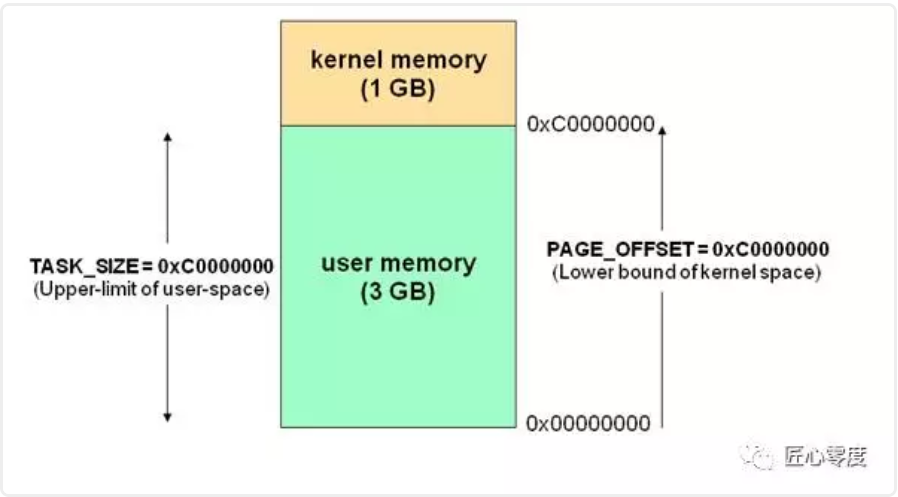 kernel memory
(1 GB)
0xC0000000
TASK_SIZE = 0xC0000000
(Upper-limit of user-space)
user memory
(3 GB)
PAGE_OFFSET = 0xC0000000
(Lower bound of kernel space)
0x00000000
匠心零度